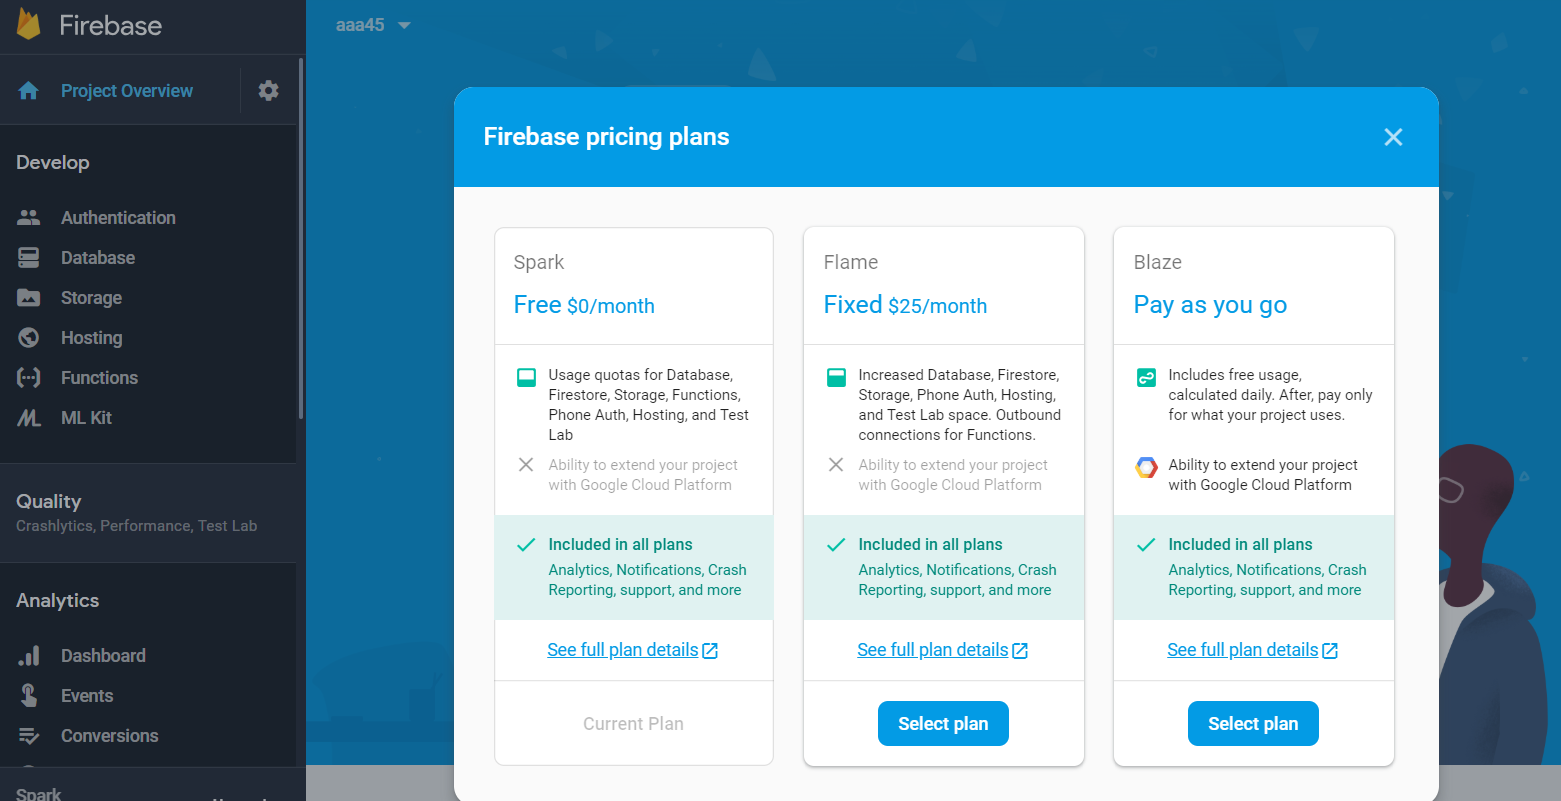 Firebase
aaa45
Project Overview
Develop
Authentication
Database
Storage
Hosting
Functions
ML Kit
Quality
Crashlytics, Performance, Test Lab
Analytics
Dashboard
Events
Conversions
Spark
Firebase pricing plans
Spark
Free $0/month
Usage quotas for Database,
Firestore, Storage, Functions,
Phone Auth, Hosting, and Test
Lab
Ability to extend your project
with Google Cloud Platform
Included in all plans
Analytics, Notifications, Crash
Reporting, support, and more
See full plan details
Current Plan
Flame
Fixed $25/month
Increased Database, Firestore,
Storage, Phone Auth, Hosting,
and Test Lab space. Outbound
connections for Functions.
Ability to extend your project
with Google Cloud Platform
Included in all plans
Analytics, Notifications, Crash
Reporting, support, and more
See full plan details
Select plan
Blaze
Pay as you go
Includes free usage,
calculated daily. After, pay only
for what your project uses.
Ability to extend your project
with Google Cloud Platform
Included in all plans
Analytics, Notifications, Crash
Reporting, support, and more
See full plan details
Select plan